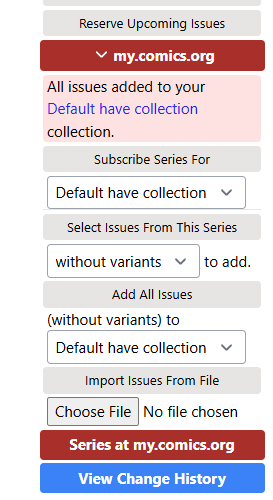 Reserve Upcoming Issues
my.comics.org
All issues added to your
Default have collection
collection.
Subscribe Series For
Default have collection
Select Issues From This Series
without variants to add.
Add All Issues
(without variants) to
Default have collection
Import Issues From File
Choose File No file chosen
Series at my.comics.org
View Change History